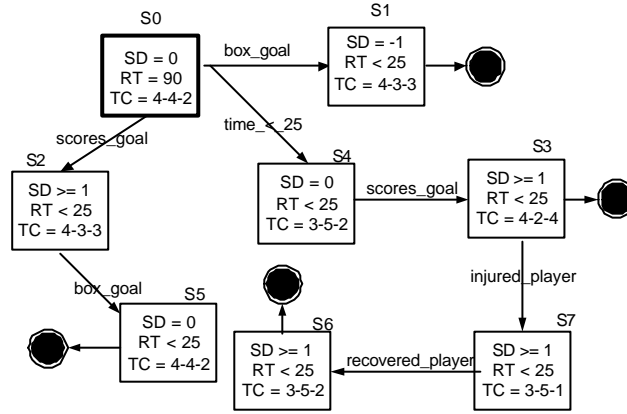 S0
SD = 0
RT = 90
TC = 4-4-2
box_goal
S1
SD = -1
RT < 25
TC = 4-3-3
scores_goal
time_<_25
S2
SD >= 1
RT < 25
TC = 4-3-3
S4
SD = 0
RT < 25
TC = 3-5-2
scores_goal
S3
SD >= 1
RT < 25
TC = 4-2-4
box_goal
S5
SD = 0
RT < 25
TC = 4-4-2
injured_player
S6
SD >= 1
RT < 25
TC = 3-5-2
recovered_player
S7
SD >= 1
RT < 25
TC = 3-5-1